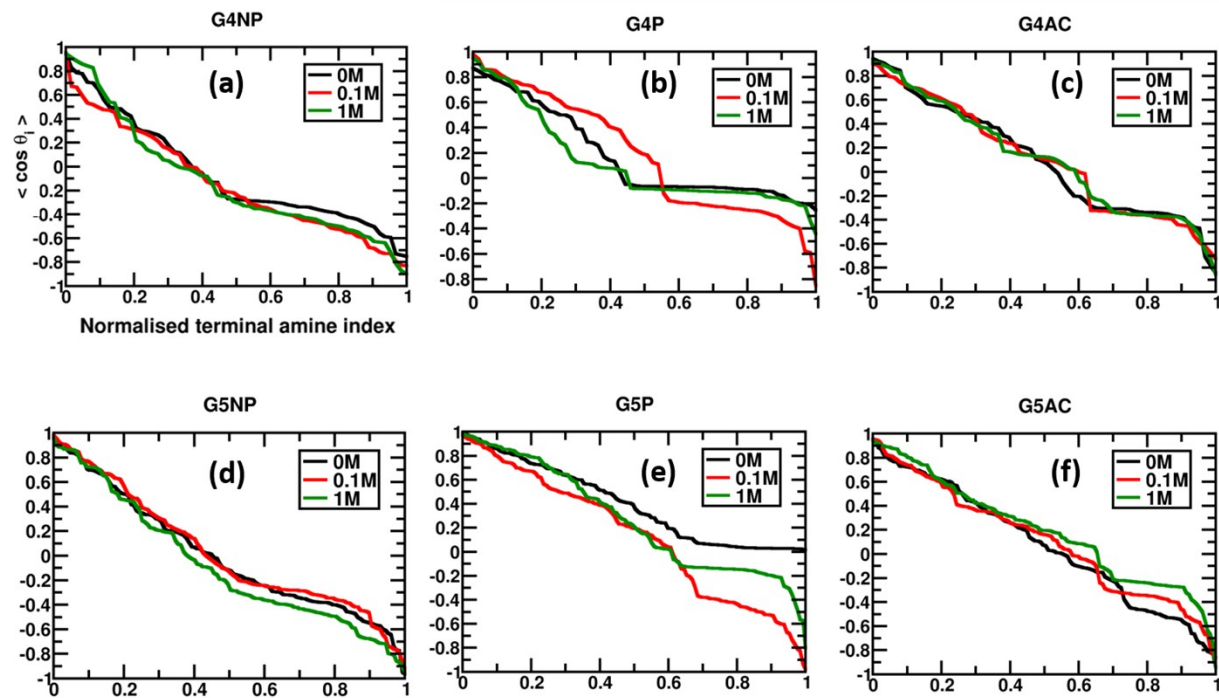 G4NP
G4P
G4AC
(a)
0M
0.1M
1M
(b)
0M
0.1M
1M
(c)
0M
0.1M
1M
< cos θi >
1
0.8
0.6
0.4
0.2
0
-0.2
-0.4
-0.6
-0.8
-1
0 0.2 0.4 0.6 0.8 1
1
0.8
0.6
0.4
0.2
0
-0.2
-0.4
-0.6
-0.8
0 0.2 0.4 0.6 0.8 1
1
0.8
0.6
0.4
0.2
0
-0.2
-0.4
-0.6
-0.8
-1
0 0.2 0.4 0.6 0.8 1
Normalised terminal amine index
G5NP
G5P
G5AC
(d)
0M
0.1M
1M
(e)
0M
0.1M
1M
(f)
0M
0.1M
1M
1
0.8
0.6
0.4
0.2
0
-0.2
-0.4
-0.6
-0.8
-1
0 0.2 0.4 0.6 0.8 1
1
0.8
0.6
0.4
0.2
0
-0.2
-0.4
-0.6
-0.8
-1
0 0.2 0.4 0.6 0.8 1
1
0.8
0.6
0.4
0.2
0
-0.2
-0.4
-0.6
-0.8
-1
0 0.2 0.4 0.6 0.8 1